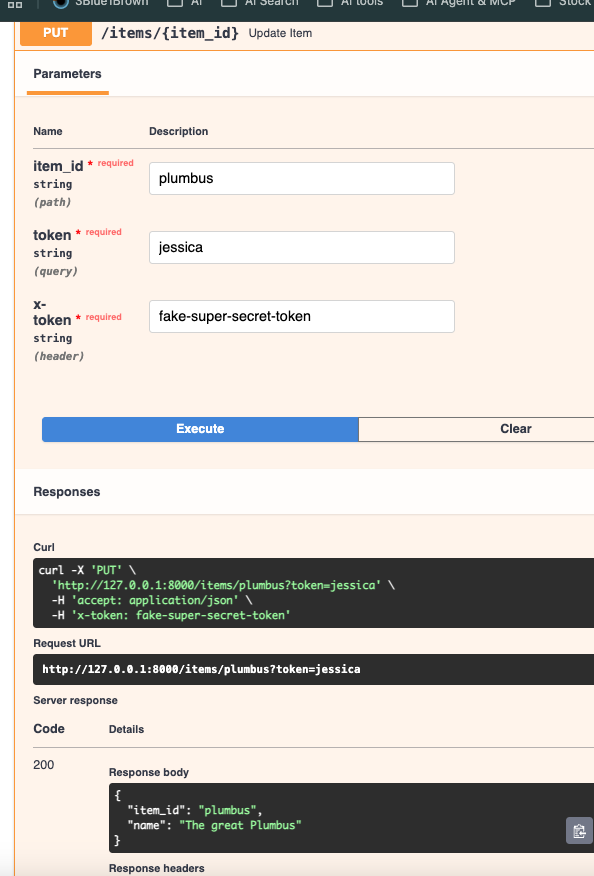 3Blue1Brown AI AI Search AI tools AI Agent & MCP Stock
PUT /items/{item_id} Update Item
Parameters
Name Description
item_id * required
string
(path)
plumbus
token * required
string
(query)
jessica
x-
token * required
string
(header)
fake-super-secret-token
Execute Clear
Responses
Curl
curl -X 'PUT' \
'http://127.0.0.1:8000/items/plumbus?token=jessica' \
-H 'accept: application/json' \
-H 'x-token: fake-super-secret-token'
Request URL
http://127.0.0.1:8000/items/plumbus?token=jessica
Server response
Code Details
200
Response body
{
"item_id": "plumbus",
"name": "The great Plumbus"
}
Response headers